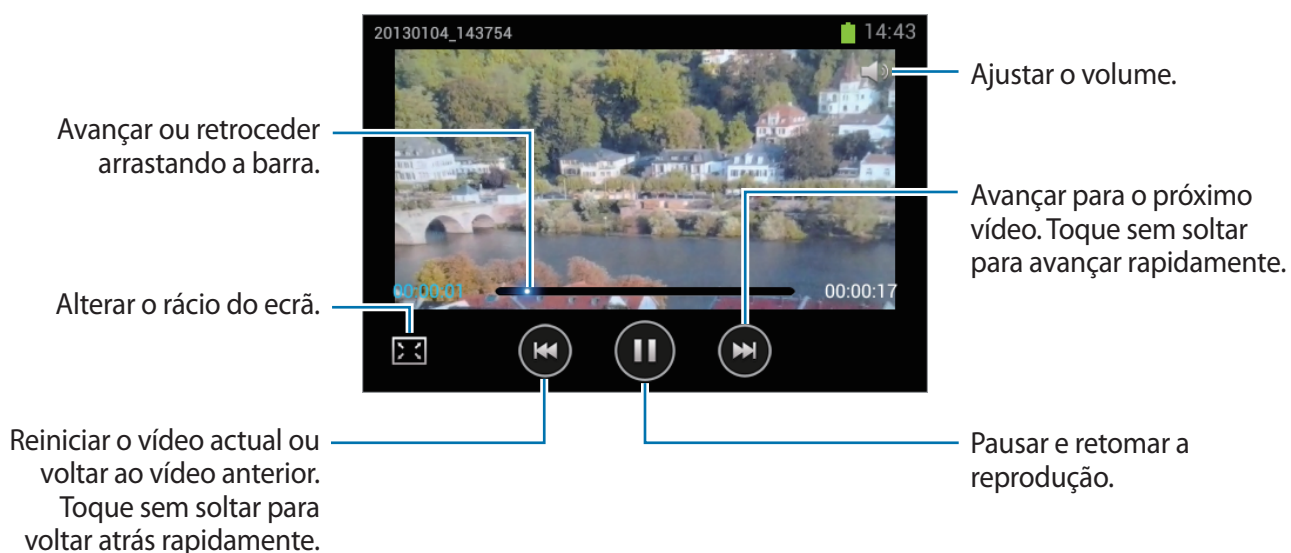 20130104_143754
14:43
Ajustar o volume.
Avançar ou retroceder
arrastando a barra.
Avançar para o próximo
vídeo. Toque sem soltar
para avançar rapidamente.
00:00:01
00:00:17
Alterar o rácio do ecrã.
Reiniciar o vídeo actual ou
voltar ao vídeo anterior.
Toque sem soltar para
voltar atrás rapidamente.
Pausar e retomar a
reprodução.